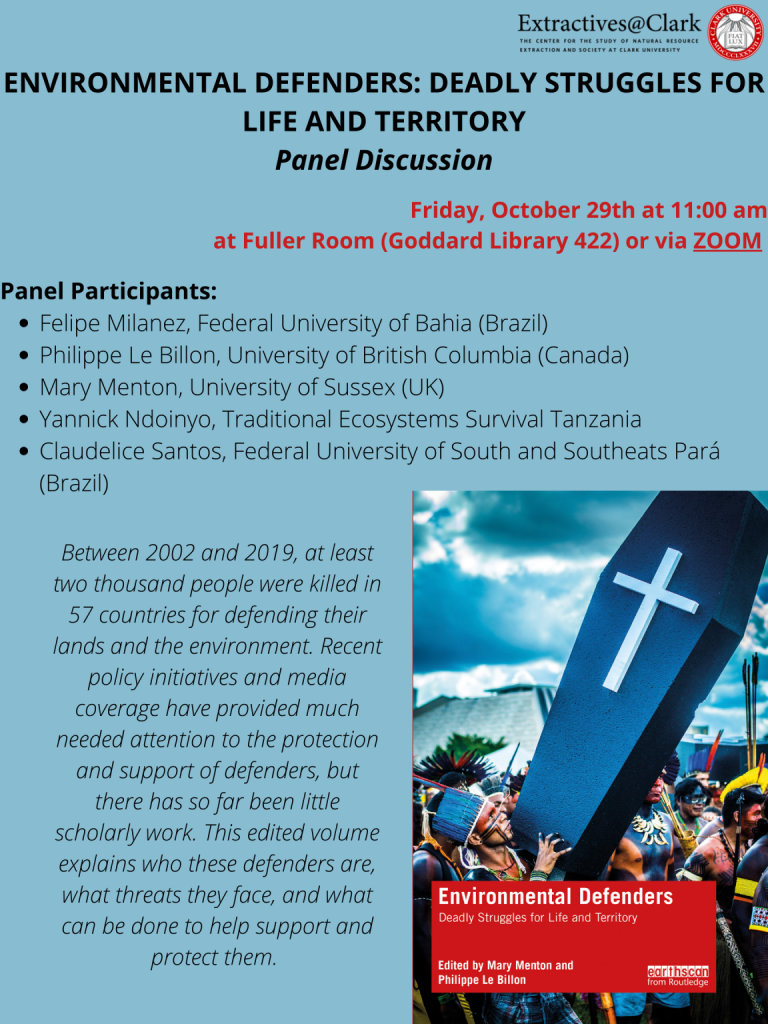 Extractives@Clark
THE CENTER FOR THE STUDY OF NATURAL RESOURCE
EXTRACTION AND SOCIETY AT CLARK UNIVERSITY
CLARK UNIVERSITY
FIAT
LUX
MDCCCLXXXVII
ENVIRONMENTAL DEFENDERS: DEADLY STRUGGLES FOR
LIFE AND TERRITORY
Panel Discussion
Friday, October 29th at 11:00 am
at Fuller Room (Goddard Library 422) or via ZOOM
Panel Participants:
• Felipe Milanez, Federal University of Bahia (Brazil)
• Philippe Le Billon, University of British Columbia (Canada)
• Mary Menton, University of Sussex (UK)
• Yannick Ndoinyo, Traditional Ecosystems Survival Tanzania
• Claudelice Santos, Federal University of South and Southeats Pará
(Brazil)
Between 2002 and 2019, at least
two thousand people were killed in
57 countries for defending their
lands and the environment. Recent
policy initiatives and media
coverage have provided much
needed attention to the protection
and support of defenders, but
there has so far been little
scholarly work. This edited volume
explains who these defenders are,
what threats they face, and what
can be done to help support and
protect them.
Environmental Defenders
Deadly Struggles for Life and Territory
Edited by Mary Menton and
Philippe Le Billon
earthscan
from Routledge